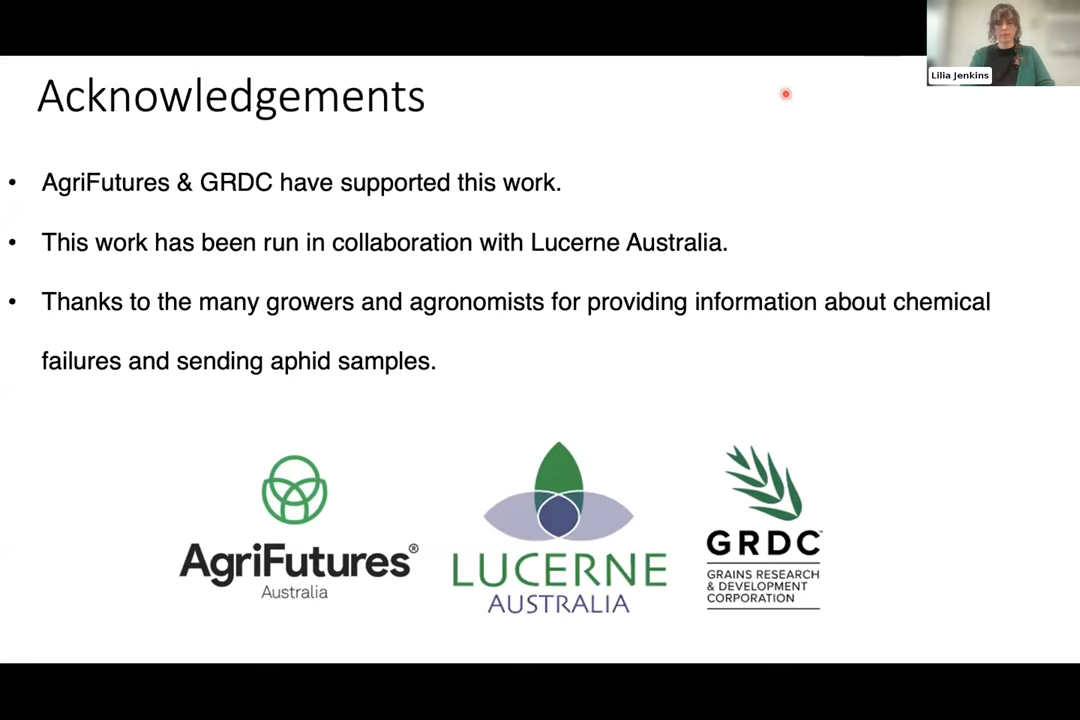 Lilia Jenkins
Acknowledgements
• AgriFutures & GRDC have supported this work.
• This work has been run in collaboration with Lucerne Australia.
• Thanks to the many growers and agronomists for providing information about chemical
failures and sending aphid samples.
AgriFutures®
Australia
LUCERNE
AUSTRALIA
GRDC™
GRAINS RESEARCH
& DEVELOPMENT
CORPORATION